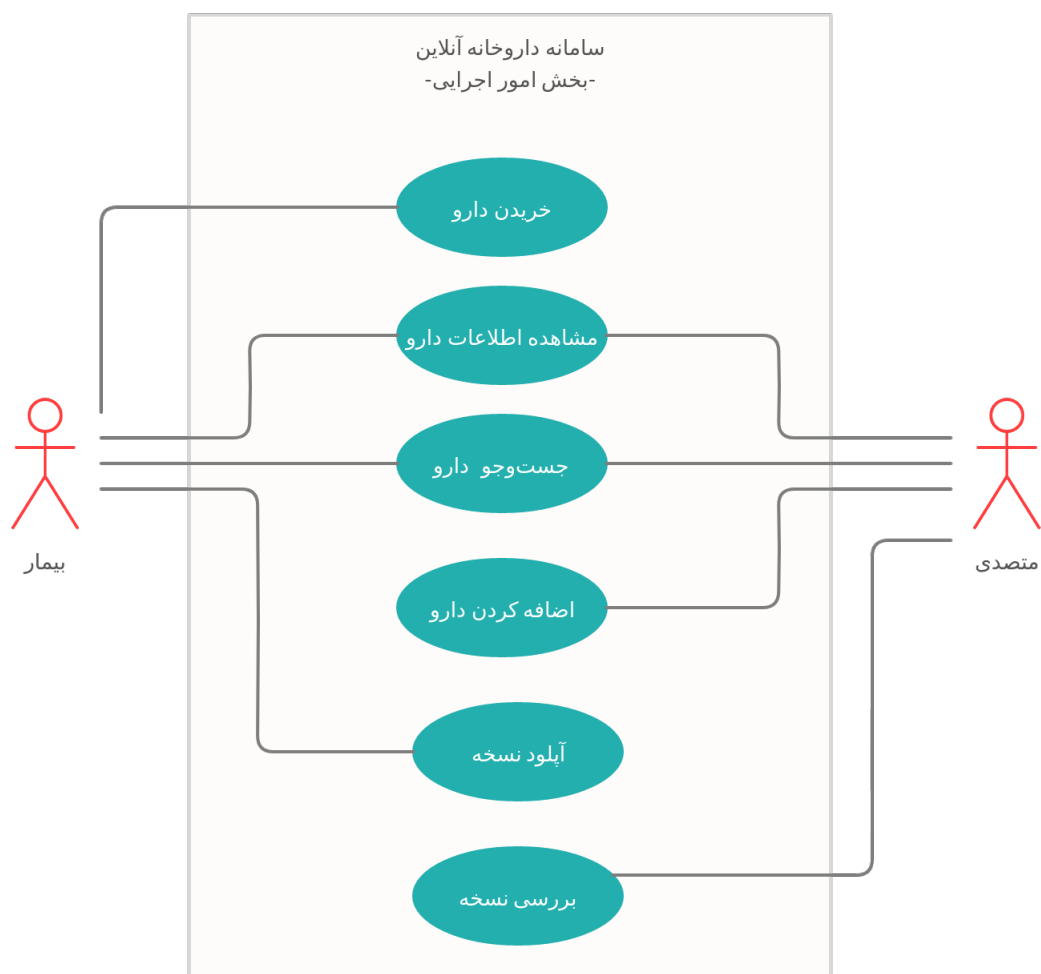 سامانه داروخانه آنلاین
-بخش امور اجرایی-
خریدن دارو
مشاهده اطلاعات دارو
جست‌وجو دارو
بیمار
متصدی
اضافه کردن دارو
آپلود نسخه
بررسی نسخه